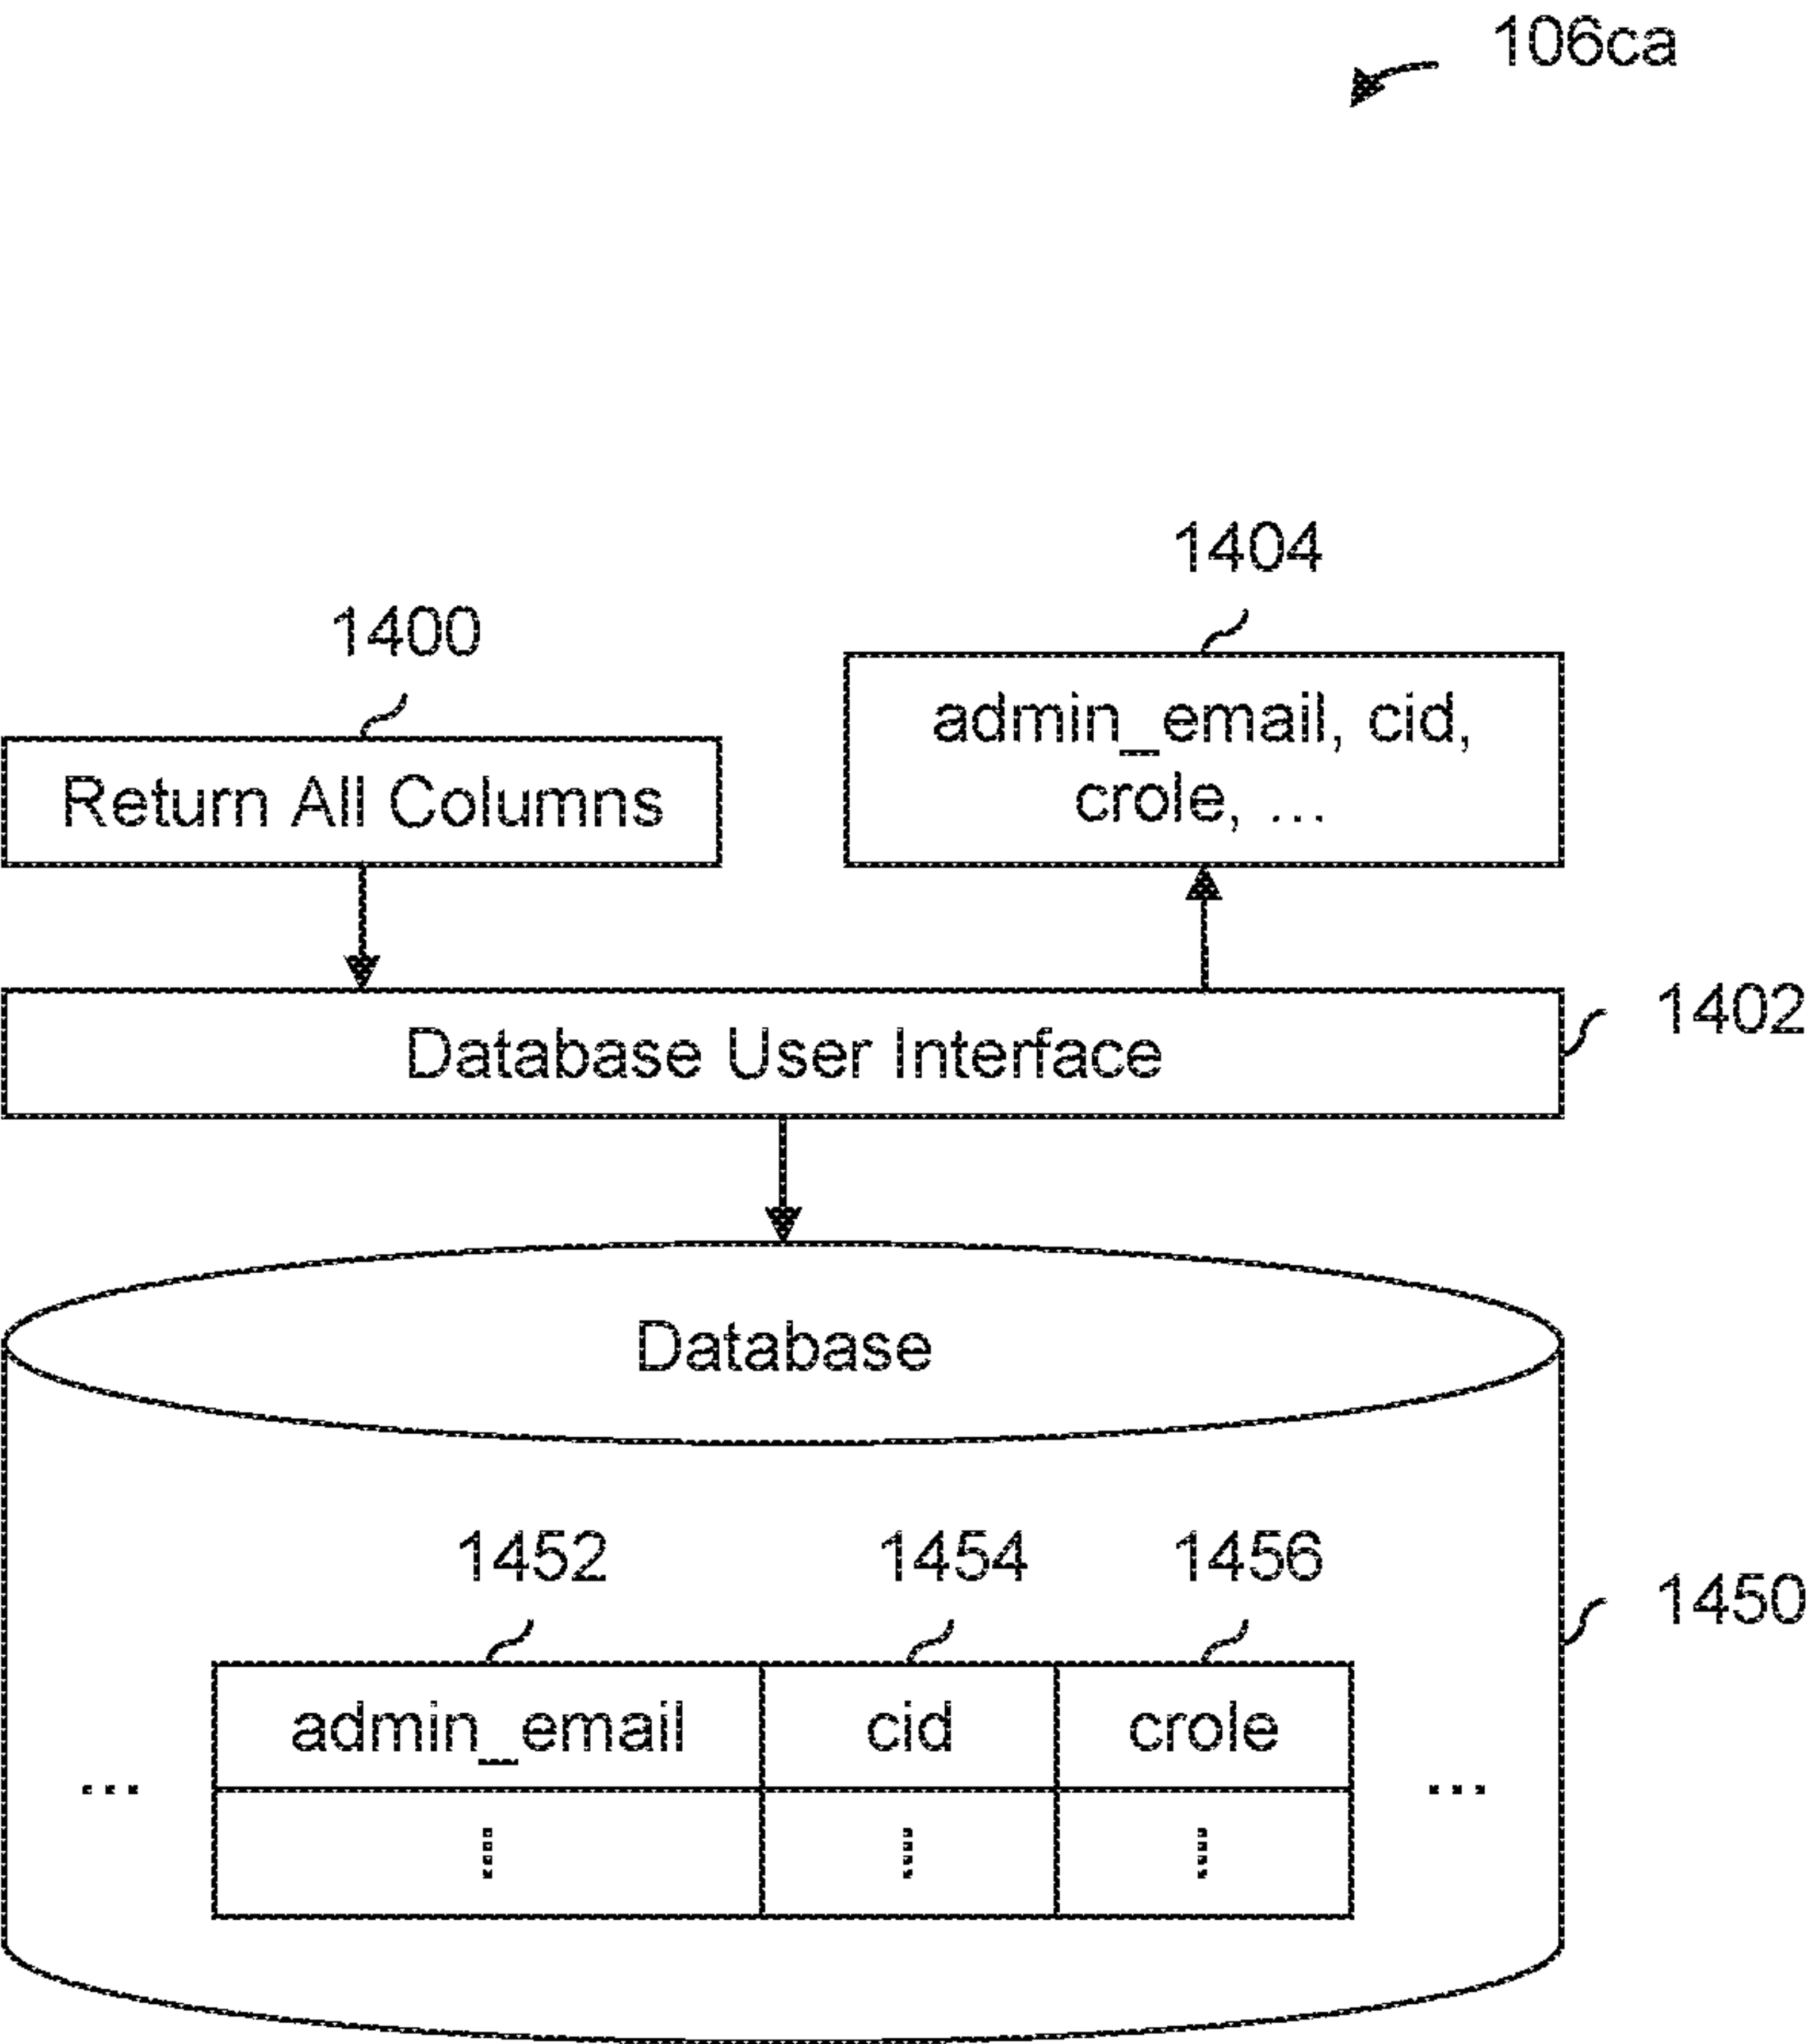 106ca
1404
1400
admin_email, cid,
crole, ...
Return All Columns
1402
Database User Interface
Database
1452 1454 1456
1450
admin_email cid crole
... ...